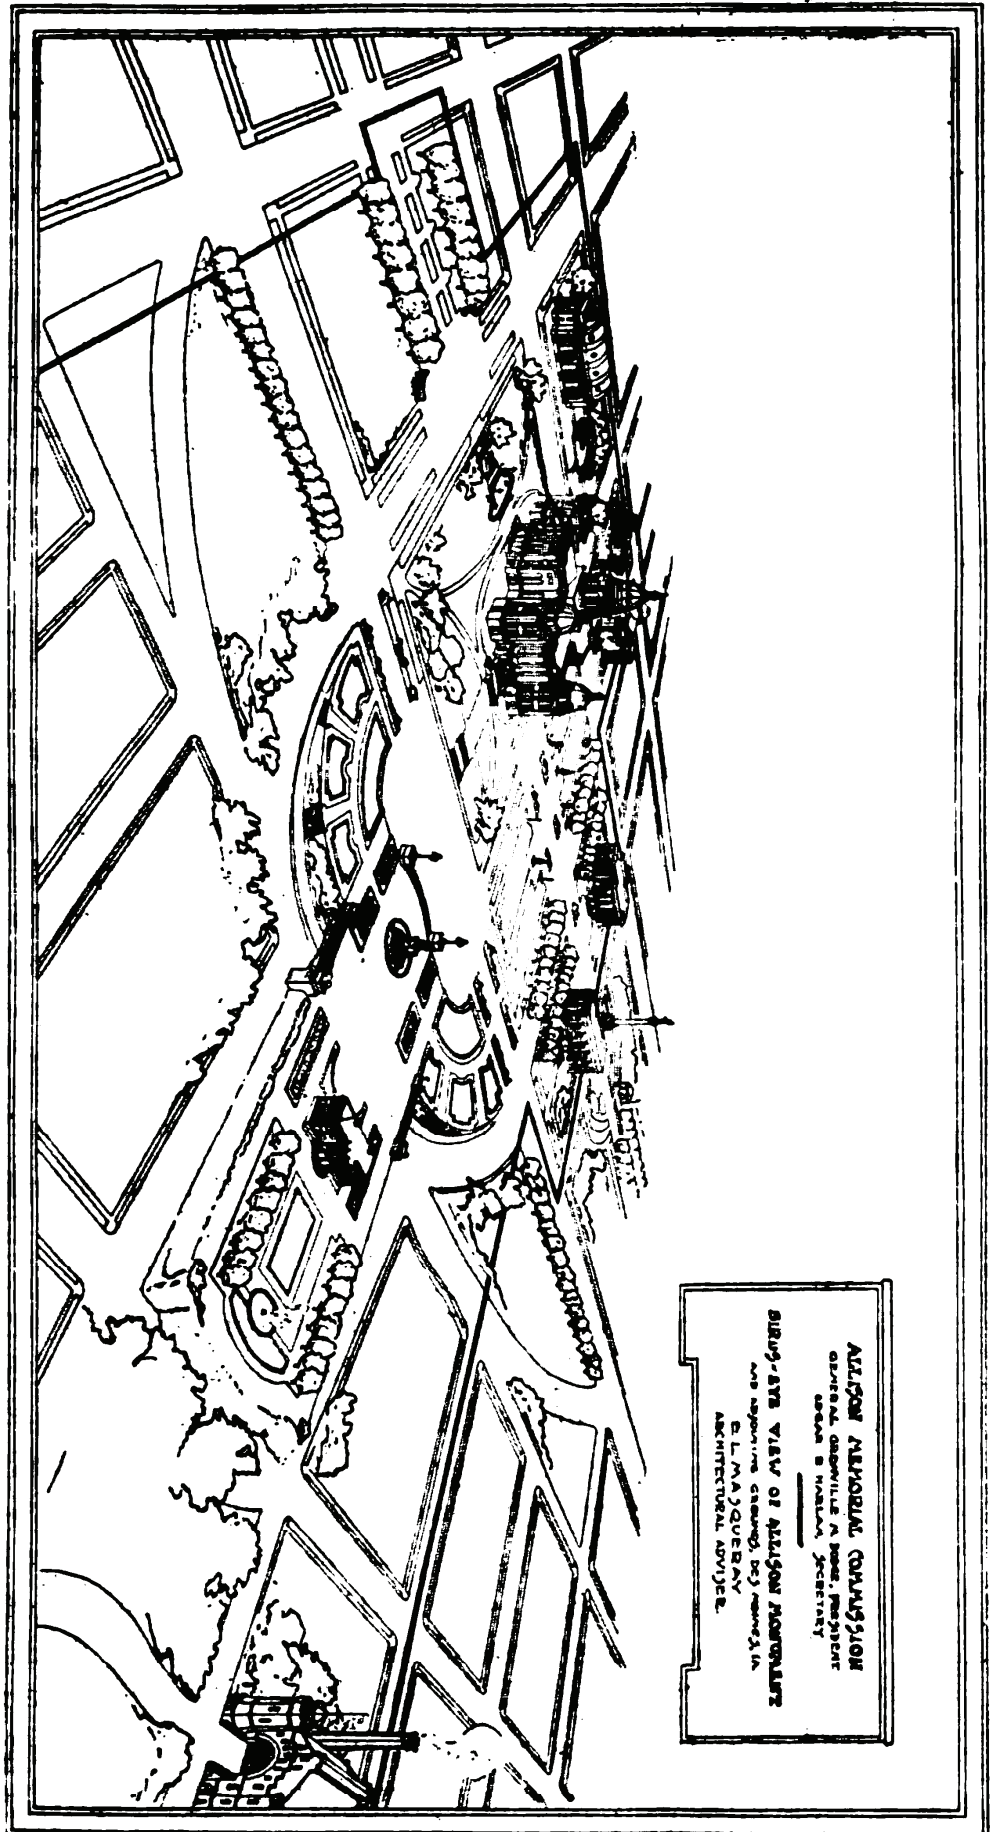 ALLISON MEMORIAL COMMISSION
GENERAL GRENVILLE M DODGE, PRESIDENT
EDGAR R HARLAN, SECRETARY
BIRDS-EYE VIEW OF ALLISON MONUMENT
AND ADJOINING GROUNDS, DES MOINES, IA
E. L. MASQUERAY
ARCHITECTURAL ADVISER